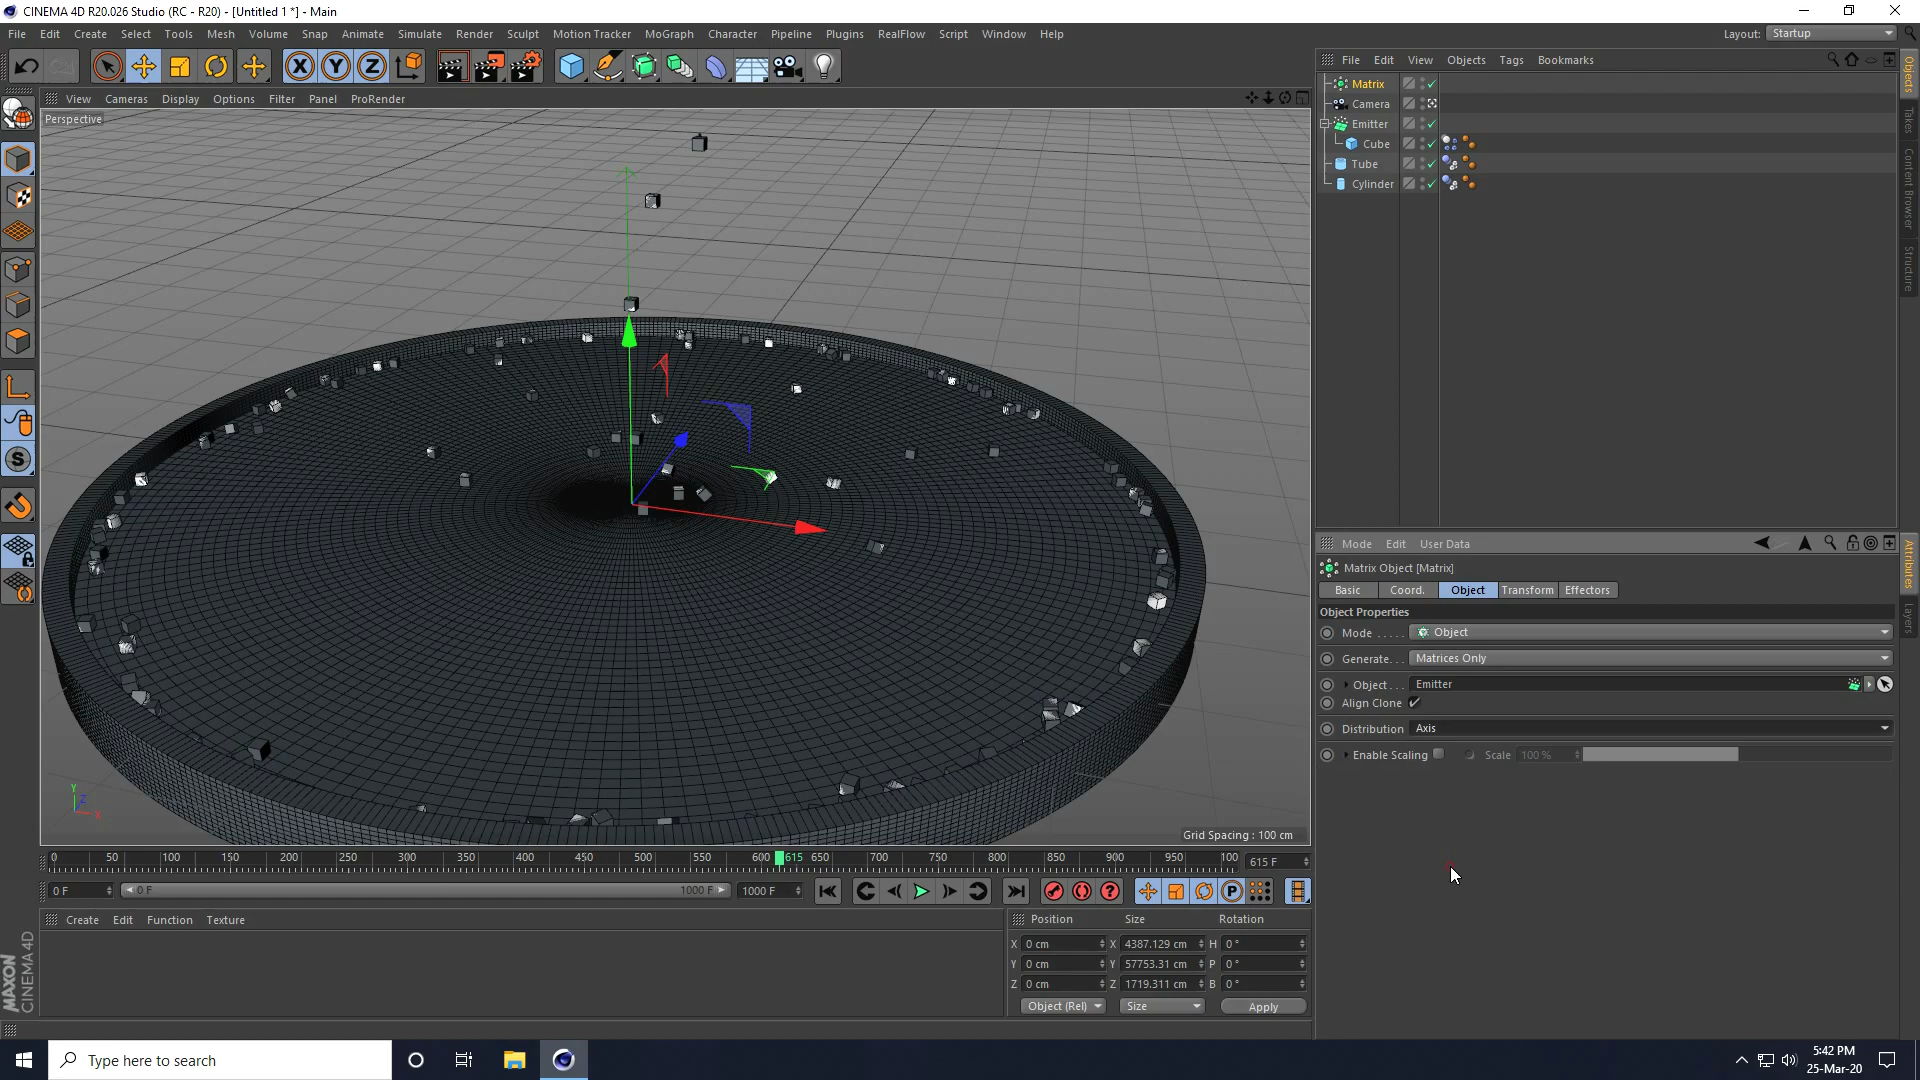 CINEMA 4D R20.026 Studio (RC - R20) - [Untitled 1 *] - Main
File Edit Create Select Tools Mesh Volume Snap Animate Simulate Render Sculpt Motion Tracker MoGraph Character Pipeline Plugins RealFlow Script Window Help
Layout: Startup
X Y Z
File Edit View Objects Tags Bookmarks
View Cameras Display Options Filter Panel ProRender
Perspective
Matrix
Camera
Emitter
Cube
Tube
Cylinder
Objects
Takes
Content Browser
Structure
Mode Edit User Data
Matrix Object [Matrix]
Basic Coord. Object Transform Effectors
Object Properties
Mode ..... Object
Generate... Matrices Only
Object... Emitter
Align Clone
Distribution Axis
Enable Scaling Scale 100 %
Attributes
Layers
Y
Z
X
Grid Spacing : 100 cm
0 50 100 150 200 250 300 350 400 450 500 550 600 615 650 700 750 800 850 900 950 100 615 F
0 F 0 F 1000 F 1000 F
P
Create Edit Function Texture
Position Size Rotation
X 0 cm X 4387.129 cm H 0 °
Y 0 cm Y 57753.31 cm P 0 °
Z 0 cm Z 1719.311 cm B 0 °
Object (Rel) Size Apply
MAXON
CINEMA 4D
Type here to search
5:42 PM
25-Mar-20